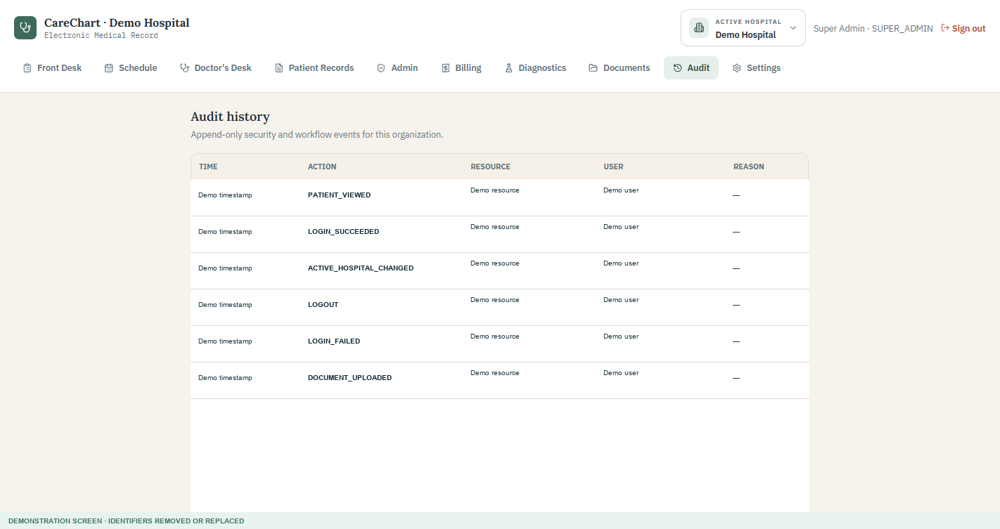 CareChart · Demo Hospital
Electronic Medical Record
ACTIVE HOSPITAL
Demo Hospital
Super Admin · SUPER_ADMIN
Sign out
Front Desk
Schedule
Doctor's Desk
Patient Records
Admin
Billing
Diagnostics
Documents
Audit
Settings
Audit history
Append-only security and workflow events for this organization.
TIME ACTION RESOURCE USER REASON
Demo timestamp PATIENT_VIEWED Demo resource Demo user —
Demo timestamp LOGIN_SUCCEEDED Demo resource Demo user —
Demo timestamp ACTIVE_HOSPITAL_CHANGED Demo resource Demo user —
Demo timestamp LOGOUT Demo resource Demo user —
Demo timestamp LOGIN_FAILED Demo resource Demo user —
Demo timestamp DOCUMENT_UPLOADED Demo resource Demo user —
DEMONSTRATION SCREEN · IDENTIFIERS REMOVED OR REPLACED